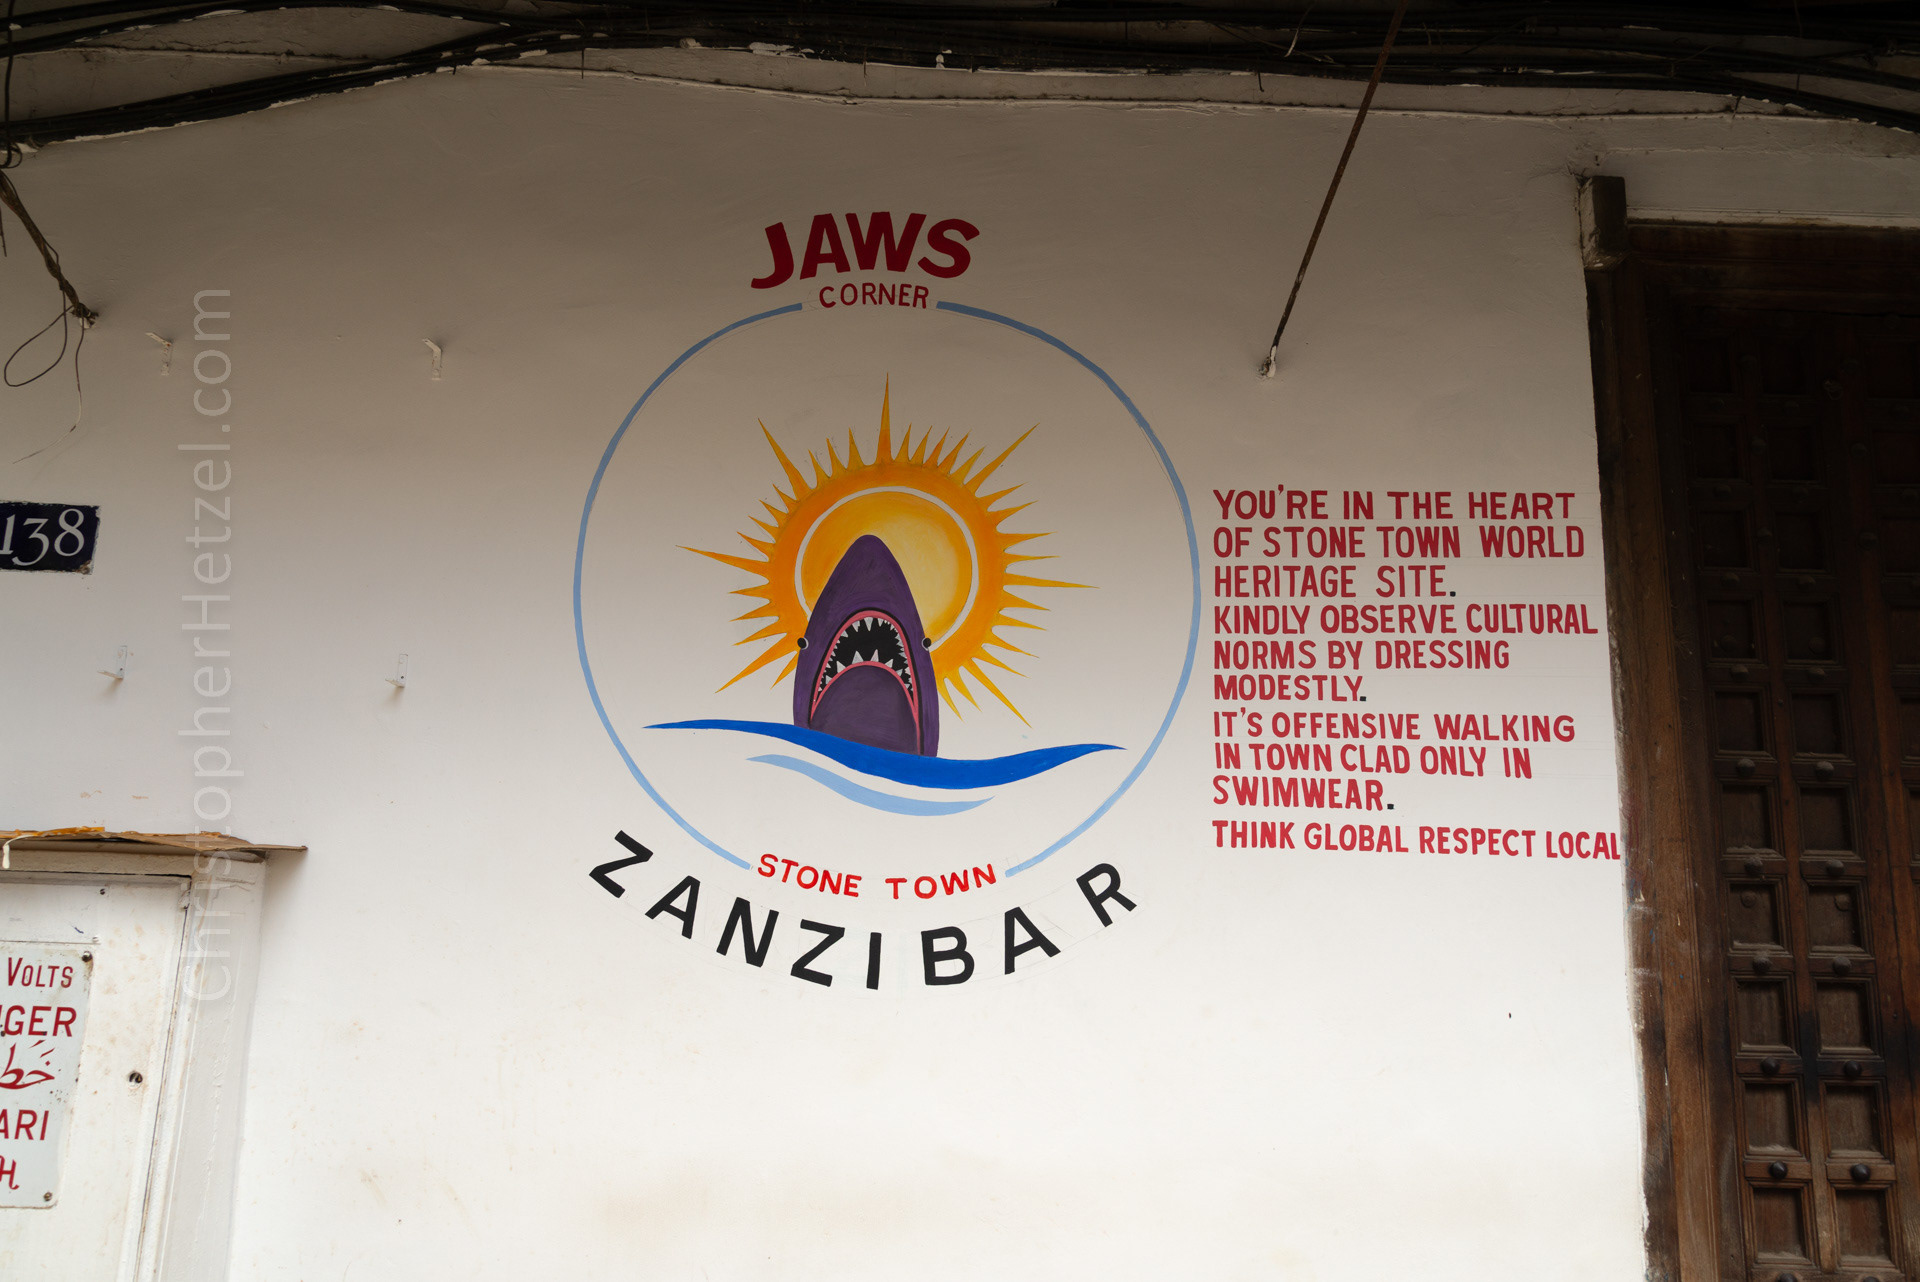 JAWS
CORNER
STONE TOWN
ZANZIBAR
YOU'RE IN THE HEART
OF STONE TOWN WORLD
HERITAGE SITE.
KINDLY OBSERVE CULTURAL
NORMS BY DRESSING
MODESTLY.
IT'S OFFENSIVE WALKING
IN TOWN CLAD ONLY IN
SWIMWEAR.
THINK GLOBAL RESPECT LOCAL
138
VOLTS
ChristopherHetzel.com